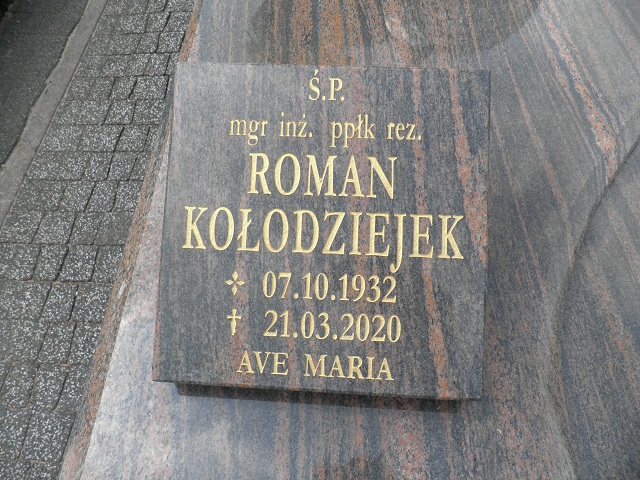 Ś.P.
mgr inż. ppłk rez.
ROMAN
KOŁODZIEJEK
07.10.1932
† 21.03.2020
AVE MARIA